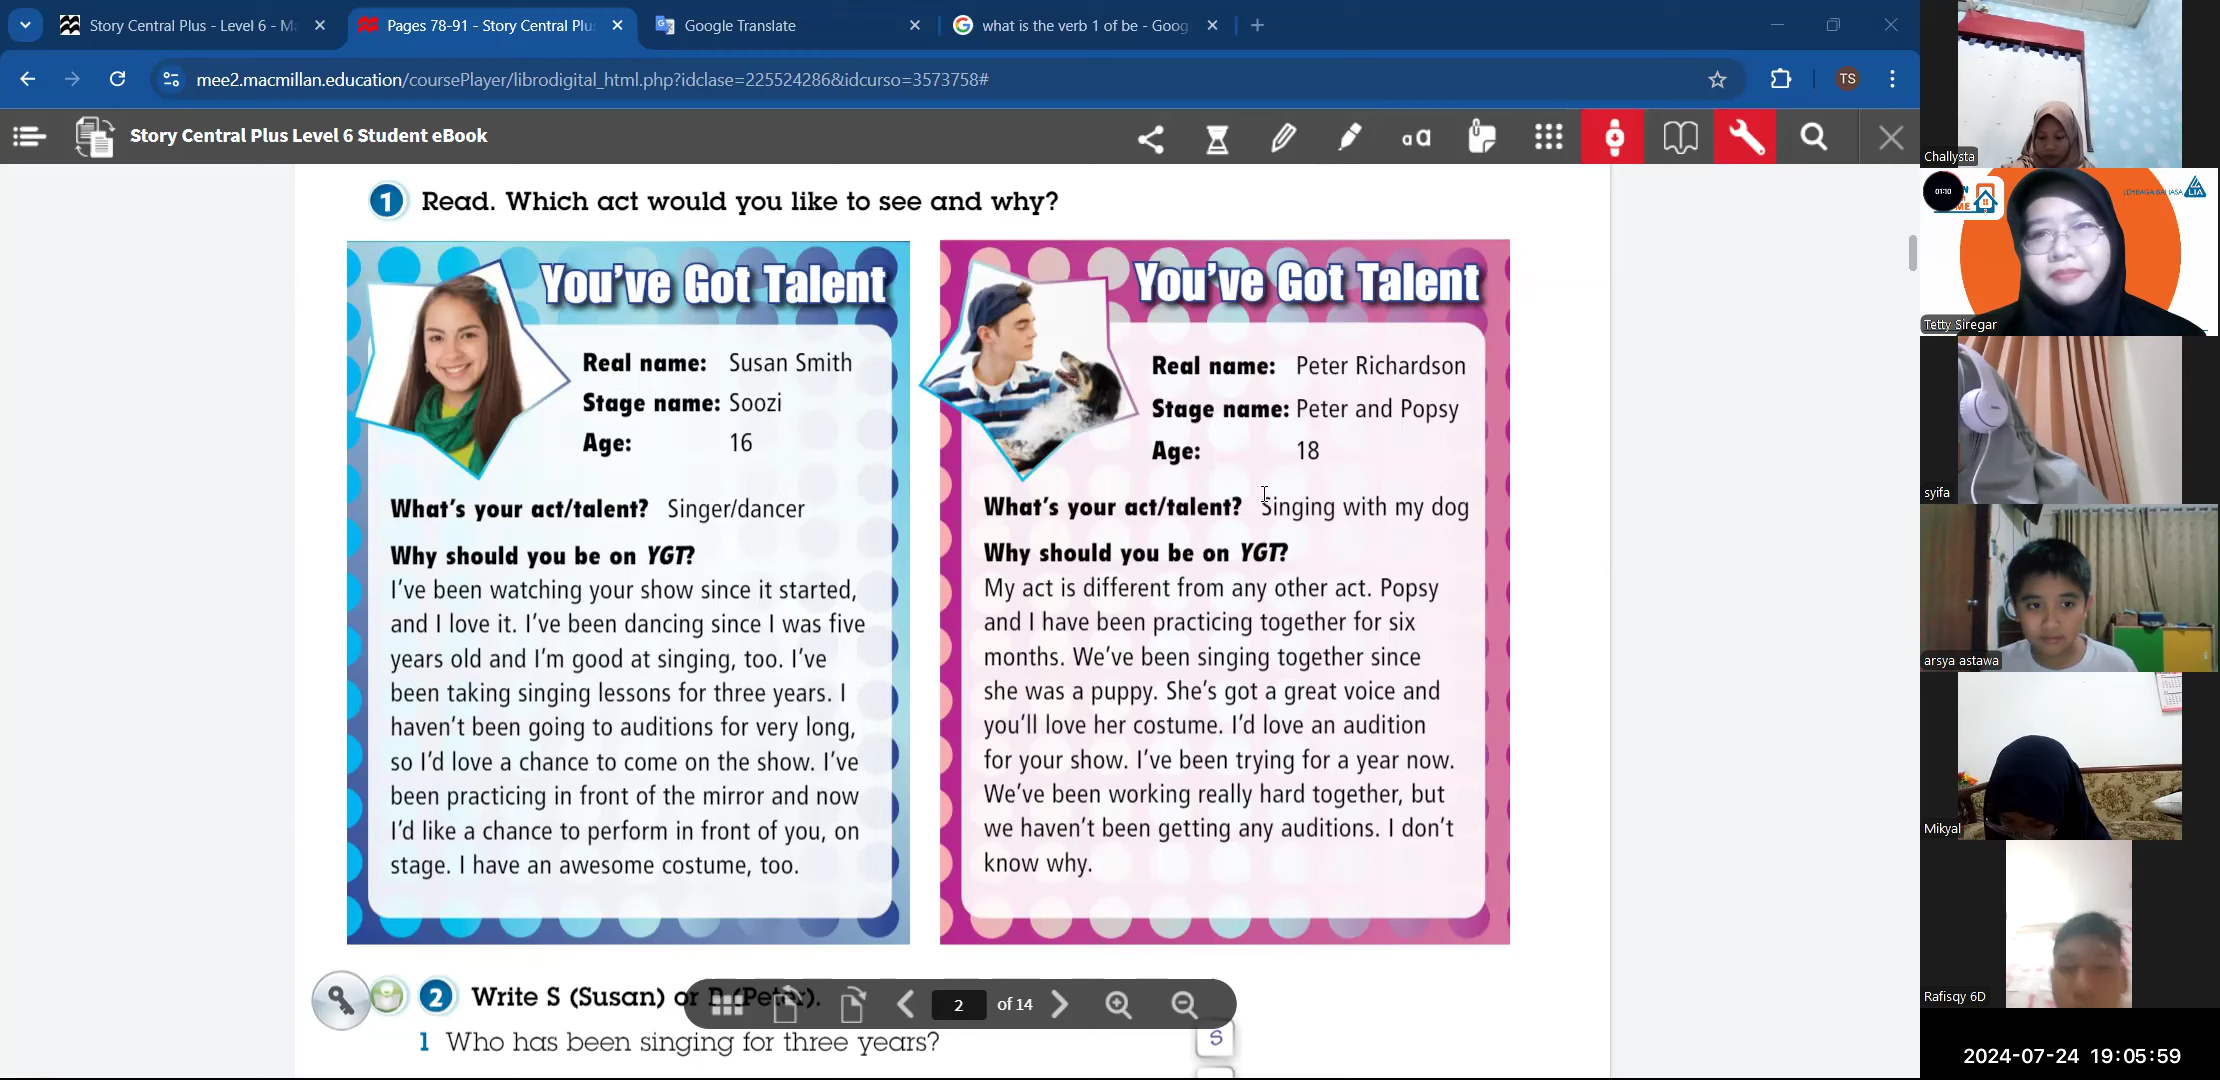 Story Central Plus - Level 6 - Ma
Pages 78-91 - Story Central Plus
Google Translate
what is the verb 1 of be - Goog
mee2.macmillan.education/coursePlayer/librodigital_html.php?idclase=225524286&idcurso=3573758#
TS
Story Central Plus Level 6 Student eBook
aa
1 Read. Which act would you like to see and why?
You've Got Talent
Real name: Susan Smith
Stage name: Soozi
Age: 16
What's your act/talent? Singer/dancer
Why should you be on YGT?
I've been watching your show since it started,
and I love it. I've been dancing since I was five
years old and I'm good at singing, too. I've
been taking singing lessons for three years. I
haven't been going to auditions for very long,
so I'd love a chance to come on the show. I've
been practicing in front of the mirror and now
I'd like a chance to perform in front of you, on
stage. I have an awesome costume, too.
You've Got Talent
Real name: Peter Richardson
Stage name: Peter and Popsy
Age: 18
What's your act/talent? Singing with my dog
Why should you be on YGT?
My act is different from any other act. Popsy
and I have been practicing together for six
months. We've been singing together since
she was a puppy. She's got a great voice and
you'll love her costume. I'd love an audition
for your show. I've been trying for a year now.
We've been working really hard together, but
we haven't been getting any auditions. I don't
know why.
2 Write S (Susan) or P (Peter).
2 of 14
1 Who has been singing for three years? S
Challysta
01:10
LEMBAGA BAHASA LIA
Tetty Siregar
syifa
arsya astawa
Mikyal
Rafisqy 6D
2024-07-24 19:05:59